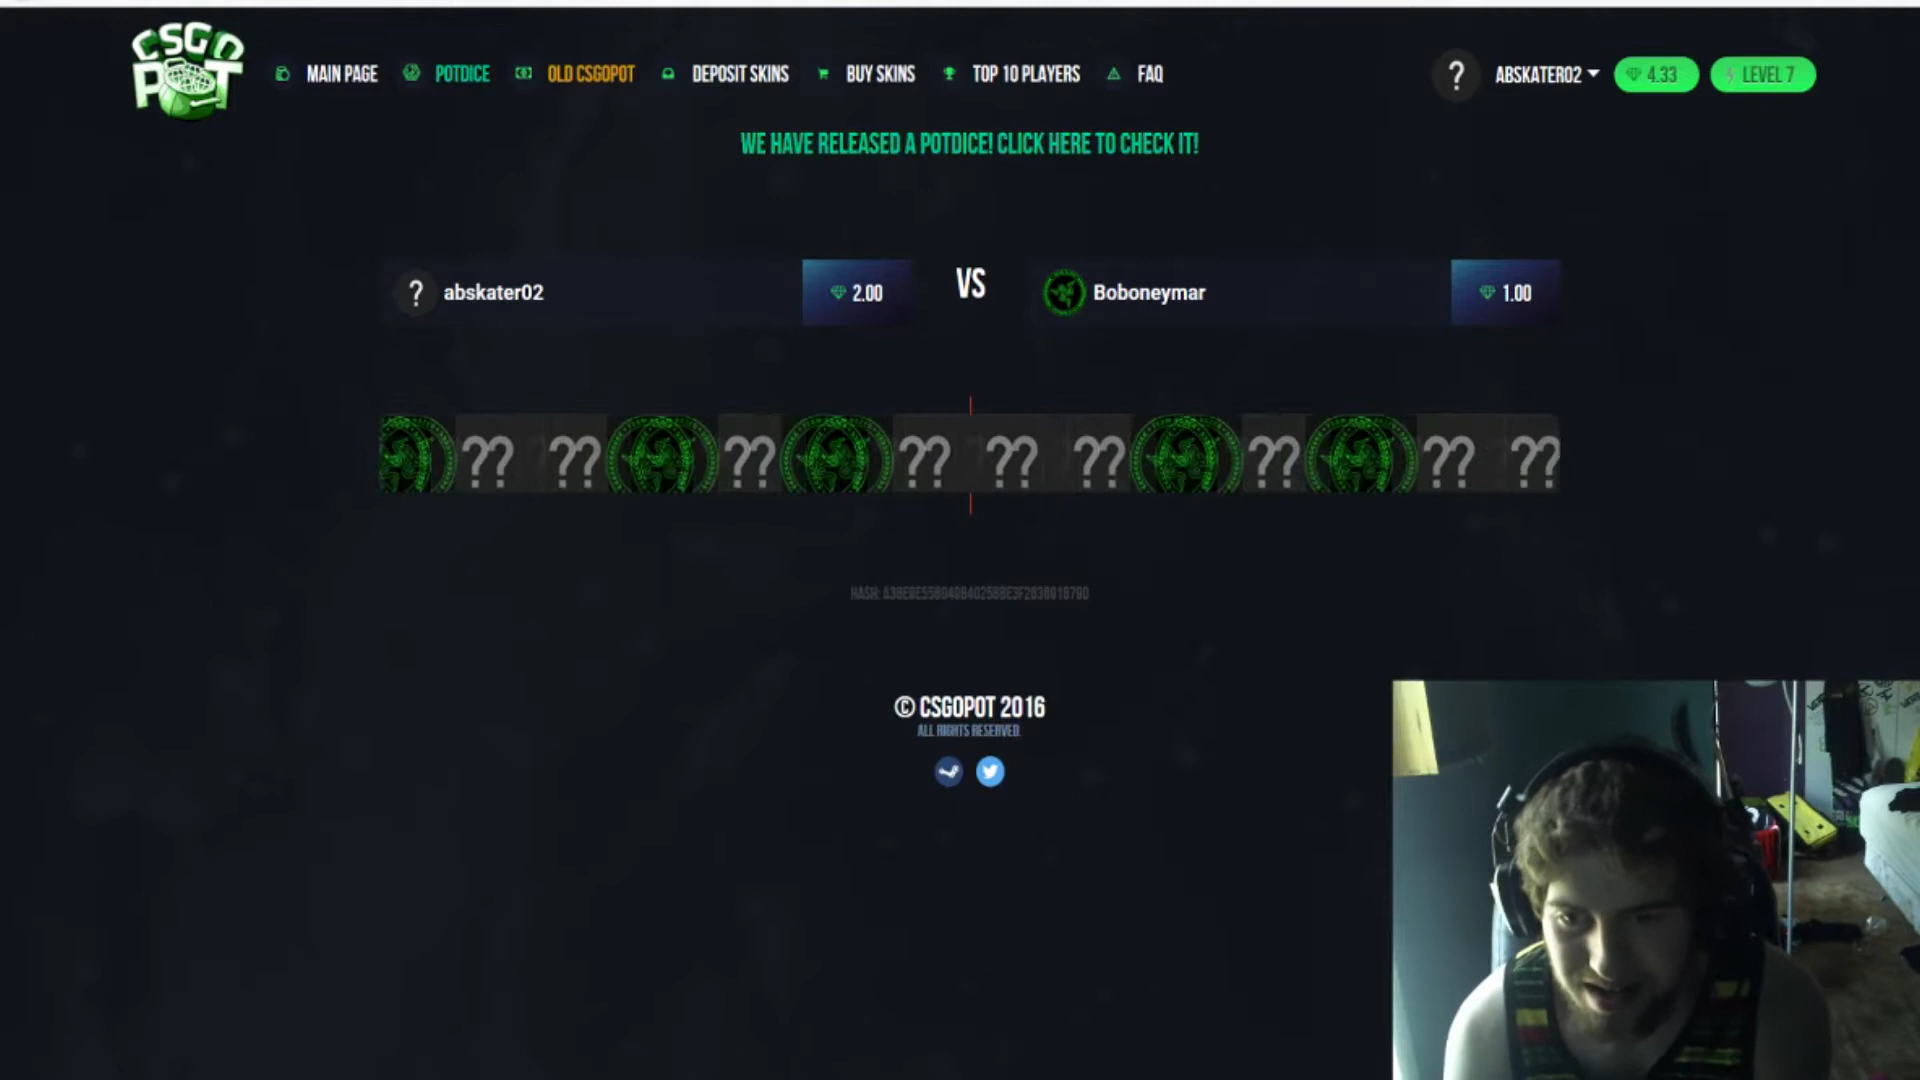 CSGO
POT
MAIN PAGE POTDICE OLD CSGOPOT DEPOSIT SKINS BUY SKINS TOP 10 PLAYERS FAQ
? ABSKATER02 4.33 LEVEL 7
WE HAVE RELEASED A POTDICE! CLICK HERE TO CHECK IT!
? abskater02 2.00 VS Boboneymar 1.00
?? ?? ?? ?? ?? ?? ?? ?? ??
HASH:
© CSGOPOT 2016
ALL RIGHTS RESERVED.